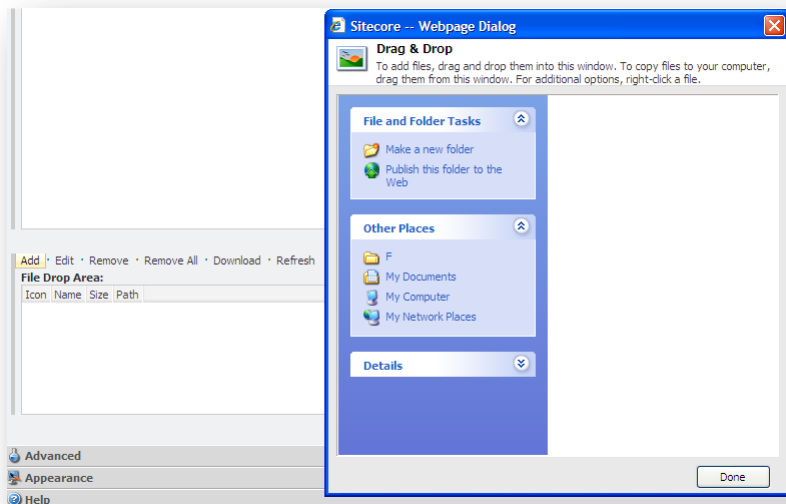 Add · Edit · Remove · Remove All · Download · Refresh
File Drop Area:
Icon Name Size Path
Advanced
Appearance
Help
Sitecore -- Webpage Dialog
Drag & Drop
To add files, drag and drop them into this window. To copy files to your computer,
drag them from this window. For additional options, right-click a file.
File and Folder Tasks
Make a new folder
Publish this folder to the
Web
Other Places
F
My Documents
My Computer
My Network Places
Details
Done